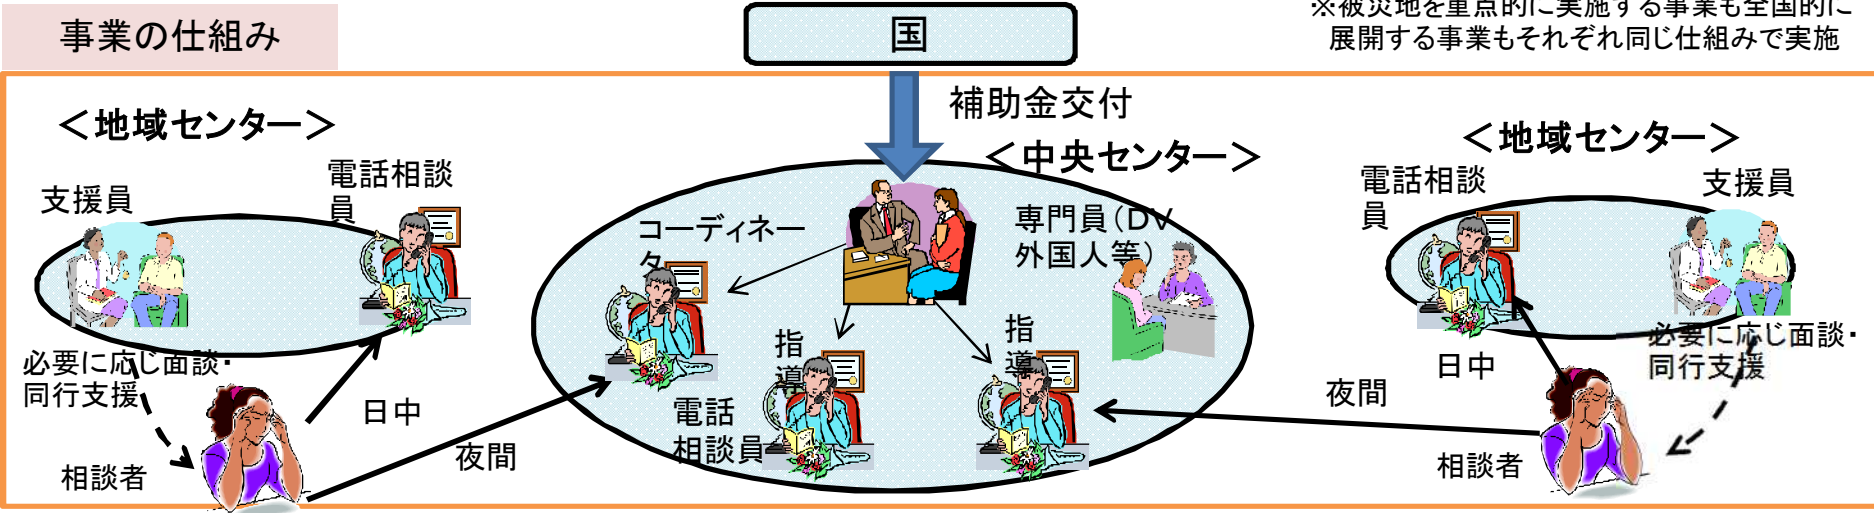 事業の仕組み
国
※被災地を重点的に実施する事業も全国的に
展開する事業もそれぞれ同じ仕組みで実施
補助金交付
＜地域センター＞
電話相談
員
支援員
必要に応じ面談・
同行支援
日中
夜間
相談者
＜中央センター＞
コーディネー
ター
専門員（DV
外国人等）
指
導
指
導
電話
相談員
＜地域センター＞
電話相談
員
支援員
必要に応じ面談・
同行支援
日中
夜間
相談者